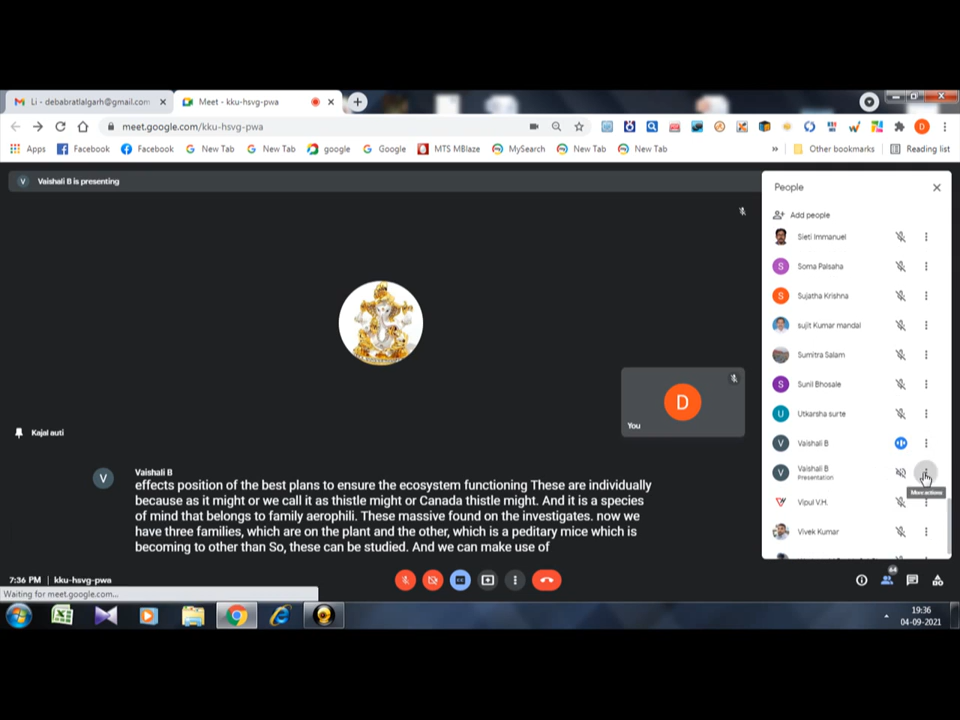 Li - debabratlalgarh@gmail.com
Meet - kku-hsvg-pwa
meet.google.com/kku-hsvg-pwa
D
Apps
Facebook
Facebook
New Tab
New Tab
google
Google
MTS MBlaze
MySearch
New Tab
New Tab
»
Other bookmarks
Reading list
V
Vaishali B is presenting
People
Add people
Sieti Immanuel
S
Soma Palsaha
S
Sujatha Krishna
sujit Kumar mandal
Sumitra Salam
S
Sunil Bhosale
U
Utkarsha surte
V
Vaishali B
V
Vaishali B
Presentation
More actions
Vipul V.H.
Vivek Kumar
D
You
Kajal auti
V
Vaishali B
effects position of the best plans to ensure the ecosystem functioning These are individually
because as it might or we call it as thistle might or Canada thistle might. And it is a species
of mind that belongs to family aerophili. These massive found on the investigates. now we
have three families, which are on the plant and the other, which is a peditary mice which is
becoming to other than So, these can be studied. And we can make use of
7:36 PM | kku-hsvg-pwa
CC
44
Waiting for meet.google.com...
19:36
04-09-2021